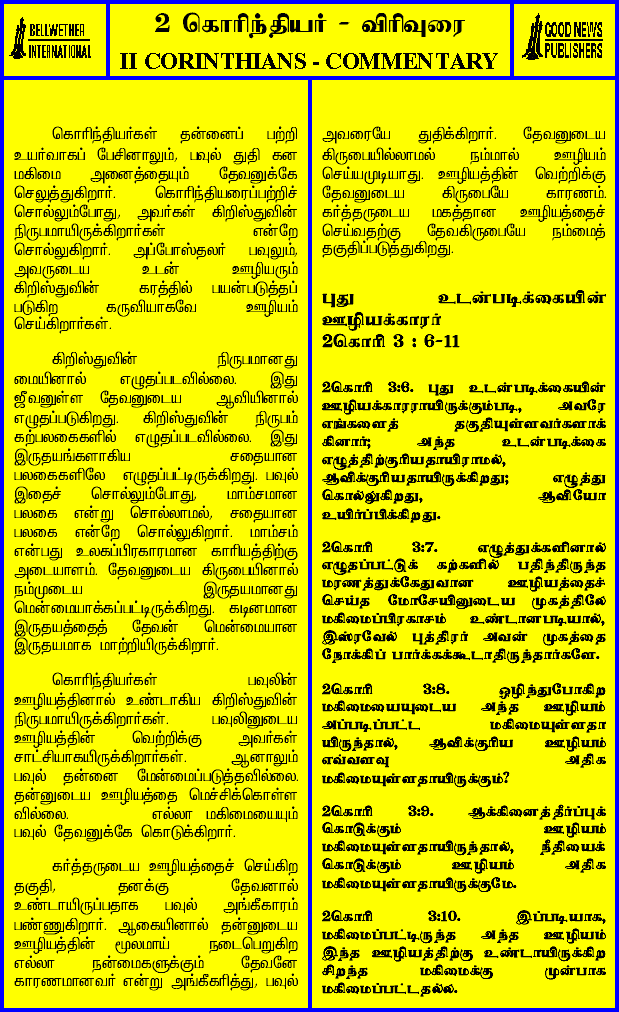 BELLWETHER
INTERNATIONAL
2 கொரிந்தியர் - விரிவுரை
II CORINTHIANS - COMMENTARY
GOOD NEWS
PUBLISHERS
கொரிந்தியர்கள் தன்னைப் பற்றி
உயர்வாகப் பேசினாலும், பவுல் துதி கன
மகிமை அனைத்தையும் தேவனுக்கே
செலுத்துகிறார். கொரிந்தியரைப்பற்றிச்
சொல்லும்போது, அவர்கள் கிறிஸ்துவின்
நிருபமாயிருக்கிறார்கள் என்றே
சொல்லுகிறார். அப்போஸ்தலர் பவுலும்,
அவருடைய உடன் ஊழியரும்
கிறிஸ்துவின் கரத்தில் பயன்படுத்தப்
படுகிற கருவியாகவே ஊழியம்
செய்கிறார்கள்.
கிறிஸ்துவின் நிருபமானது
மையினால் எழுதப்படவில்லை. இது
ஜீவனுள்ள தேவனுடைய ஆவியினால்
எழுதப்படுகிறது. கிறிஸ்துவின் நிருபம்
கற்பலகைகளில் எழுதப்படவில்லை. இது
இருதயங்களாகிய சதையான
பலகைகளிலே எழுதப்பட்டிருக்கிறது. பவுல்
இதைச் சொல்லும்போது, மாம்சமான
பலகை என்று சொல்லாமல், சதையான
பலகை என்றே சொல்லுகிறார். மாம்சம்
என்பது உலகப்பிரகாரமான காரியத்திற்கு
அடையாளம். தேவனுடைய கிருபையினால்
நம்முடைய இருதயமானது
மென்மையாக்கப்பட்டிருக்கிறது. கடினமான
இருதயத்தைத் தேவன் மென்மையான
இருதயமாக மாற்றியிருக்கிறார்.
கொரிந்தியர்கள் பவுலின்
ஊழியத்தினால் உண்டாகிய கிறிஸ்துவின்
நிருபமாயிருக்கிறார்கள். பவுலினுடைய
ஊழியத்தின் வெற்றிக்கு அவர்கள்
சாட்சியாகயிருக்கிறார்கள். ஆனாலும்
பவுல் தன்னை மேன்மைப்படுத்தவில்லை.
தன்னுடைய ஊழியத்தை மெச்சிக்கொள்ள
வில்லை. எல்லா மகிமையையும்
பவுல் தேவனுக்கே கொடுக்கிறார்.
கர்த்தருடைய ஊழியத்தைச் செய்கிற
தகுதி, தனக்கு தேவனால்
உண்டாயிருப்பதாக பவுல் அங்கீகாரம்
பண்ணுகிறார். ஆகையினால் தன்னுடைய
ஊழியத்தின் மூலமாய் நடைபெறுகிற
எல்லா நன்மைகளுக்கும் தேவனே
காரணமானவர் என்று அங்கீகரித்து, பவுல்
அவரையே துதிக்கிறார். தேவனுடைய
கிருபையில்லாமல் நம்மால் ஊழியம்
செய்யமுடியாது. ஊழியத்தின் வெற்றிக்கு
தேவனுடைய கிருபையே காரணம்.
கர்த்தருடைய மகத்தான ஊழியத்தைச்
செய்வதற்கு தேவகிருபையே நம்மைத்
தகுதிப்படுத்துகிறது.
புது உடன்படிக்கையின்
ஊழியக்காரர்
2கொரி 3 : 6-11
2கொரி 3:6. புது உடன்படிக்கையின்
ஊழியக்காரராயிருக்கும்படி, அவரே
எங்களைத் தகுதியுள்ளவர்களாக்
கினார்; அந்த உடன்படிக்கை
எழுத்திற்குரியதாயிராமல்,
ஆவிக்குரியதாயிருக்கிறது; எழுத்து
கொல்லுகிறது, ஆவியோ
உயிர்ப்பிக்கிறது.
2கொரி 3:7. எழுத்துக்களினால்
எழுதப்பட்டுக் கற்களில் பதிந்திருந்த
மரணத்துக்கேதுவான ஊழியத்தைச்
செய்த மோசேயினுடைய முகத்திலே
மகிமைப்பிரகாசம் உண்டானபடியால்,
இஸ்ரவேல் புத்திரர் அவன் முகத்தை
நோக்கிப் பார்க்கக்கூடாதிருந்தார்களே.
2கொரி 3:8. ஒழிந்துபோகிற
மகிமையையுடைய அந்த ஊழியம்
அப்படிப்பட்ட மகிமையுள்ளதா
யிருந்தால், ஆவிக்குரிய ஊழியம்
எவ்வளவு அதிக
மகிமையுள்ளதாயிருக்கும்?
2கொரி 3:9. ஆக்கினைத்தீர்ப்புக்
கொடுக்கும் ஊழியம்
மகிமையுள்ளதாயிருந்தால், நீதியைக்
கொடுக்கும் ஊழியம் அதிக
மகிமையுள்ளதாயிருக்குமே.
2கொரி 3:10. இப்படியாக,
மகிமைப்பட்டிருந்த அந்த ஊழியம்
இந்த ஊழியத்திற்கு உண்டாயிருக்கிற
சிறந்த மகிமைக்கு முன்பாக
மகிமைப்பட்டதல்ல.